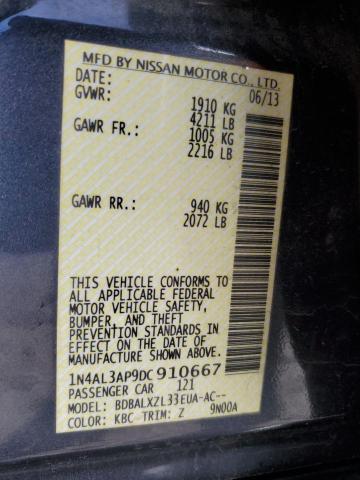 MFD BY NISSAN MOTOR CO., LTD.
DATE: 06/13
GVWR: 1910 KG
4211 LB
GAWR FR.: 1005 KG
2216 LB
GAWR RR.: 940 KG
2072 LB
THIS VEHICLE CONFORMS TO
ALL APPLICABLE FEDERAL
MOTOR VEHICLE SAFETY,
BUMPER, AND THEFT
PREVENTION STANDARDS IN
EFFECT ON THE DATE OF
MANUFACTURE SHOWN ABOVE.
1N4AL3AP9DC910667
PASSENGER CAR 121
MODEL: BDBALXZL33EUA-AC--
COLOR: KBC TRIM: Z 9N00A